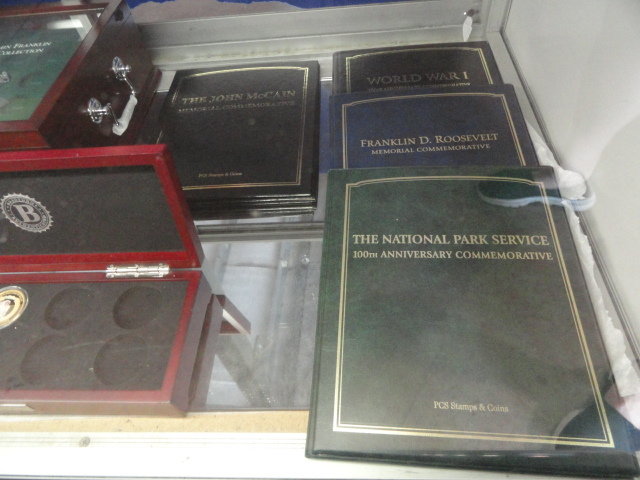 ON FRANKLIN
COLLECTION
THE JOHN MCCAIN
MEMORIAL COMMEMORATIVE
PCS Stamps & Coins
WORLD WAR I
FRANKLIN D. ROOSEVELT
MEMORIAL COMMEMORATIVE
THE NATIONAL PARK SERVICE
100TH ANNIVERSARY COMMEMORATIVE
PCS Stamps & Coins
B